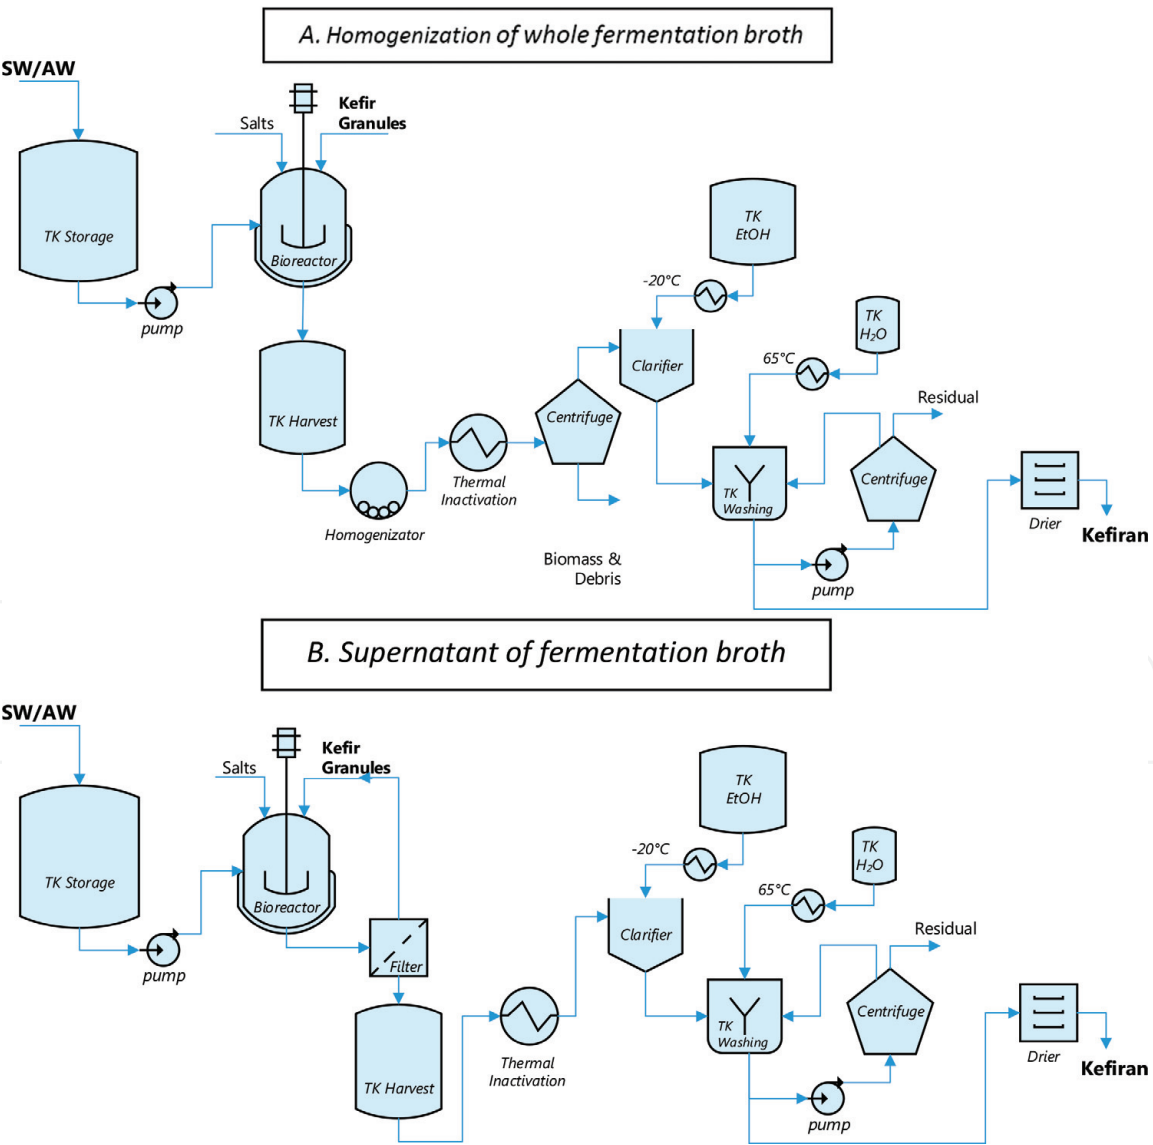 A. Homogenization of whole fermentation broth
SW/AW
Salts
Kefir
Granules
TK Storage
Bioreactor
pump
TK
EtOH
-20°C
TK
H₂O
65°C
Clarifier
Residual
TK Harvest
Centrifuge
Thermal
Inactivation
TK
Washing
Centrifuge
Homogenizator
Drier
Kefiran
Biomass &
Debris
pump
B. Supernatant of fermentation broth
SW/AW
Salts
Kefir
Granules
TK Storage
Bioreactor
pump
Filter
TK
EtOH
-20°C
TK
H₂O
65°C
Clarifier
Residual
TK
Washing
Centrifuge
TK Harvest
Thermal
Inactivation
Drier
Kefiran
pump